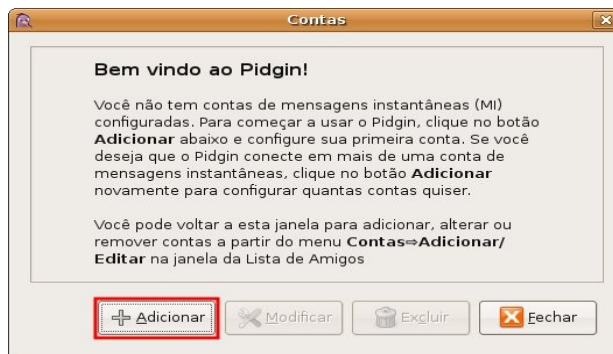 Contas
Bem vindo ao Pidgin!
Você não tem contas de mensagens instantâneas (MI)
configuradas. Para começar a usar o Pidgin, clique no botão
Adicionar abaixo e configure sua primeira conta. Se você
deseja que o Pidgin conecte em mais de uma conta de
mensagens instantâneas, clique no botão Adicionar
novamente para configurar quantas contas quiser.
Você pode voltar a esta janela para adicionar, alterar ou
remover contas a partir do menu Contas⇒Adicionar/
Editar na janela da Lista de Amigos
Adicionar Modificar Excluir Fechar